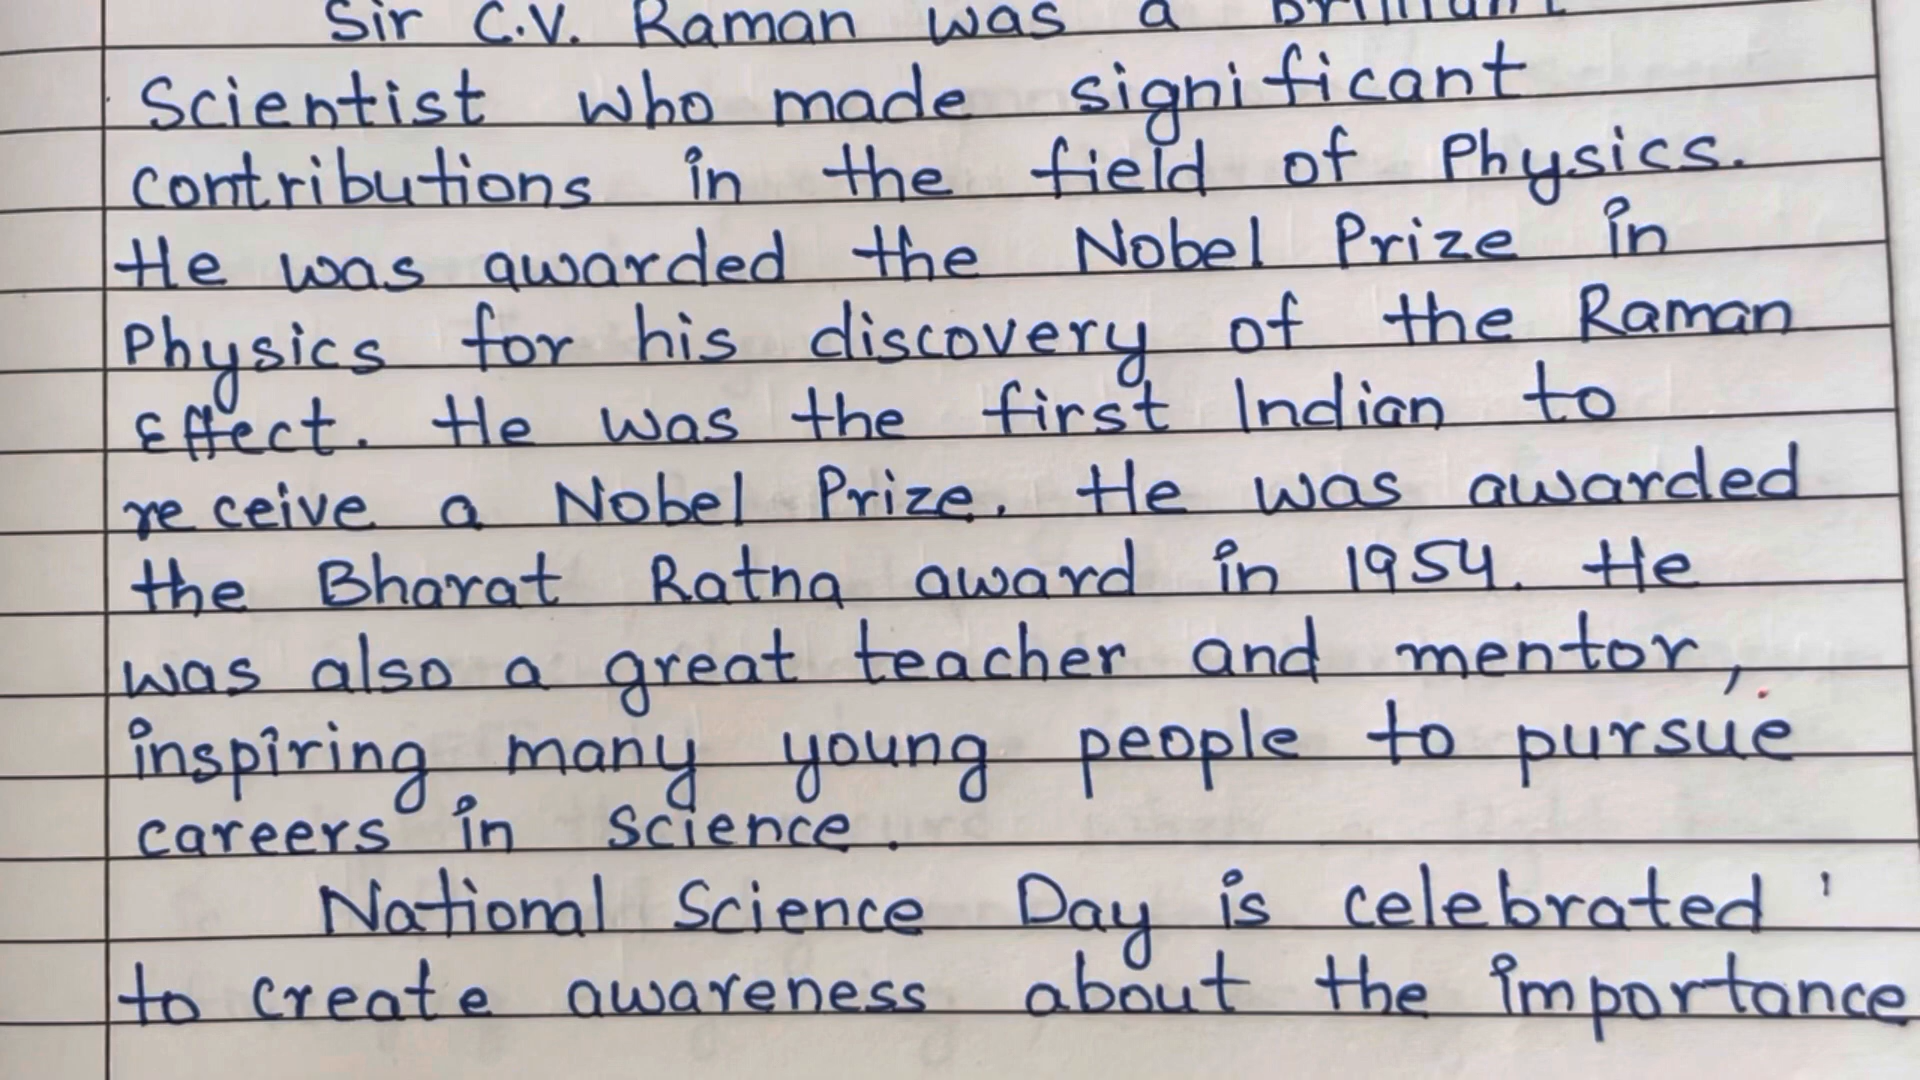 Sir C.V. Raman was a brilliant
Scientist who made significant
contributions in the field of Physics.
He was awarded the Nobel Prize in
Physics for his discovery of the Raman
Effect. He was the first Indian to
receive a Nobel Prize. He was awarded
the Bharat Ratna award in 1954. He
was also a great teacher and mentor,
inspiring many young people to pursue
careers in science.
National Science Day is celebrated
to create awareness about the importance